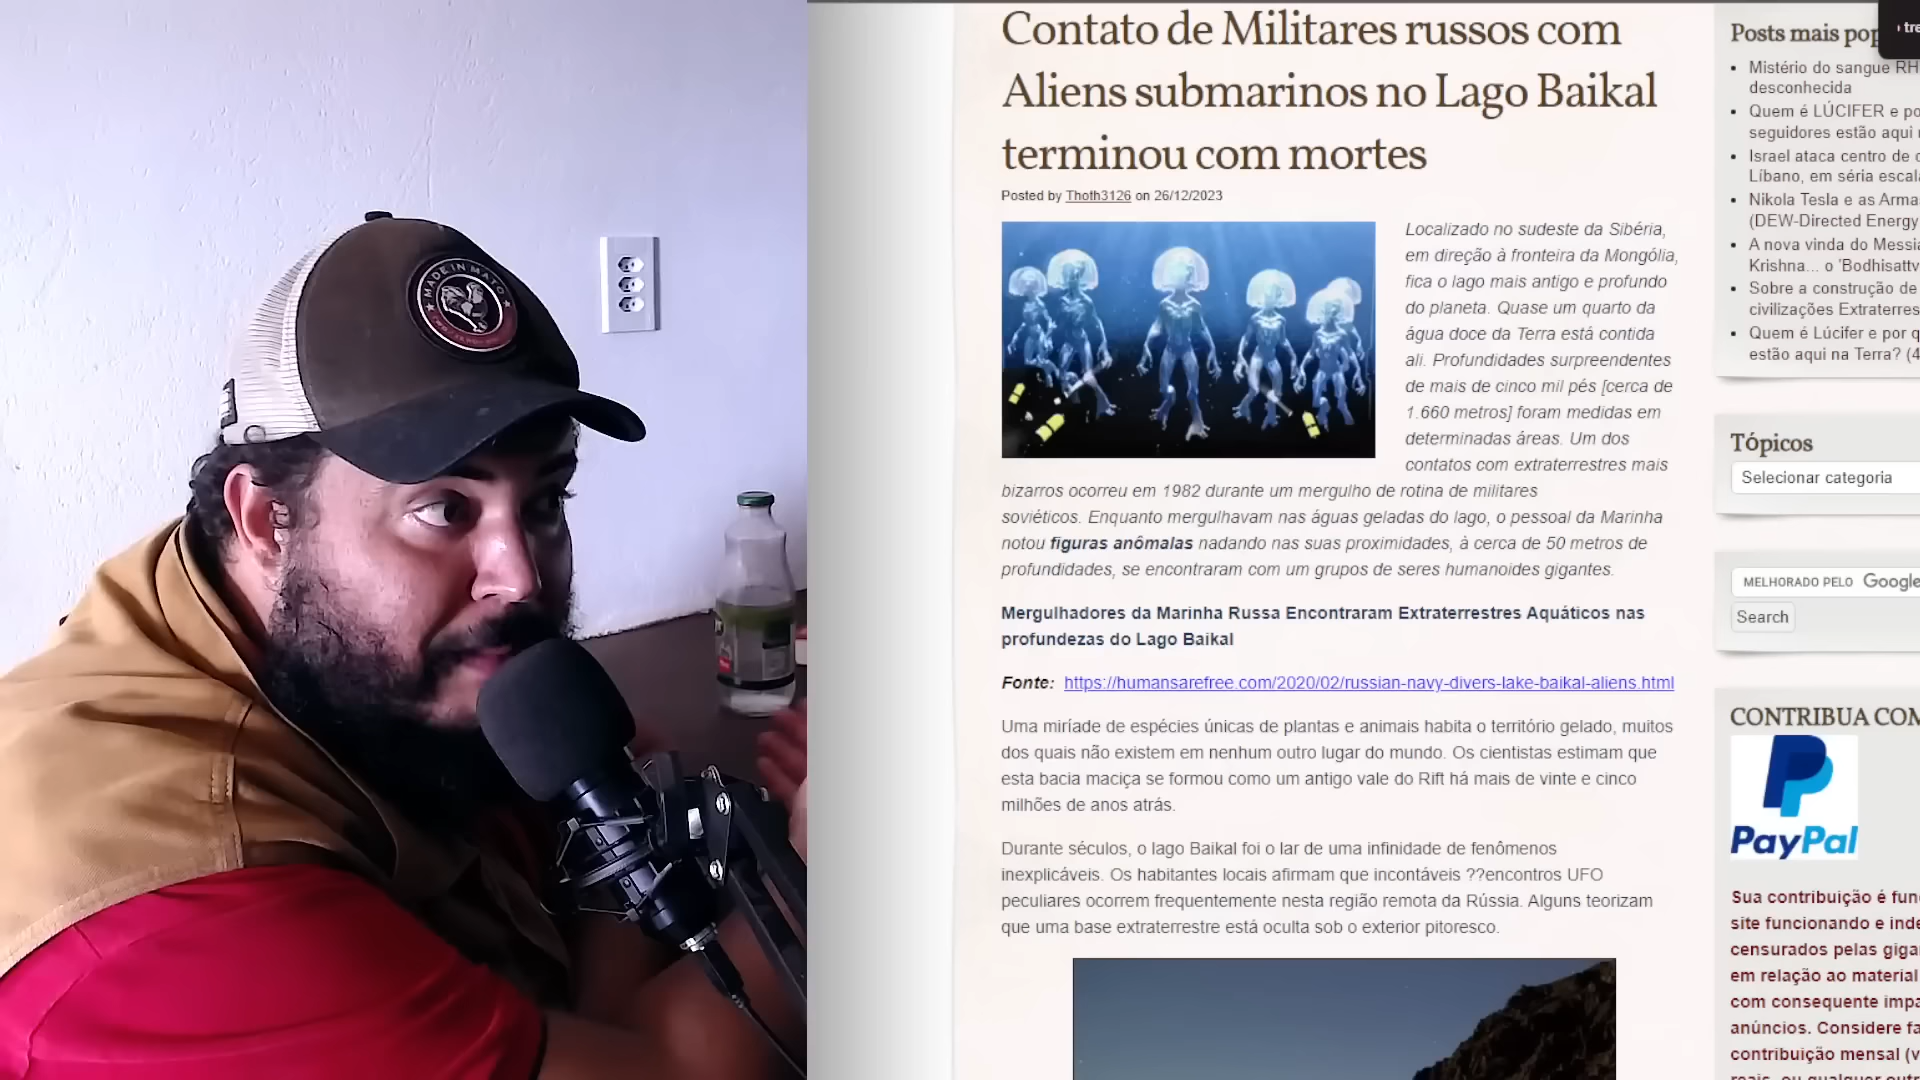 MADE IN MATO
Contato de Militares russos com
Aliens submarinos no Lago Baikal
terminou com mortes
Posted by Thoth3126 on 26/12/2023
Localizado no sudeste da Sibéria,
em direção à fronteira da Mongólia,
fica o lago mais antigo e profundo
do planeta. Quase um quarto da
água doce da Terra está contida
ali. Profundidades surpreendentes
de mais de cinco mil pés [cerca de
1.660 metros] foram medidas em
determinadas áreas. Um dos
contatos com extraterrestres mais
bizarros ocorreu em 1982 durante um mergulho de rotina de militares
soviéticos. Enquanto mergulhavam nas águas geladas do lago, o pessoal da Marinha
notou figuras anômalas nadando nas suas proximidades, à cerca de 50 metros de
profundidades, se encontraram com um grupos de seres humanoides gigantes.
Mergulhadores da Marinha Russa Encontraram Extraterrestres Aquáticos nas
profundezas do Lago Baikal
Fonte: https://humansarefree.com/2020/02/russian-navy-divers-lake-baikal-aliens.html
Uma miríade de espécies únicas de plantas e animais habita o território gelado, muitos
dos quais não existem em nenhum outro lugar do mundo. Os cientistas estimam que
esta bacia maciça se formou como um antigo vale do Rift há mais de vinte e cinco
milhões de anos atrás.
Durante séculos, o lago Baikal foi o lar de uma infinidade de fenômenos
inexplicáveis. Os habitantes locais afirmam que incontáveis ??encontros UFO
peculiares ocorrem frequentemente nesta região remota da Rússia. Alguns teorizam
que uma base extraterrestre está oculta sob o exterior pitoresco.
tre
Posts mais pop
Mistério do sangue RH
desconhecida
Quem é LÚCIFER e po
seguidores estão aqui
Israel ataca centro de
Líbano, em séria escal
Nikola Tesla e as Arma
(DEW-Directed Energy
A nova vinda do Messia
Krishna... o 'Bodhisattv
Sobre a construção de
civilizações Extraterres
Quem é Lúcifer e por q
estão aqui na Terra? (4
Tópicos
Selecionar categoria
MELHORADO PELO Google
Search
CONTRIBUA COM
PayPal
Sua contribuição é fun
site funcionando e inde
censurados pelas giga
em relação ao material
com consequente impa
anúncios. Considere fa
contribuição mensal (v